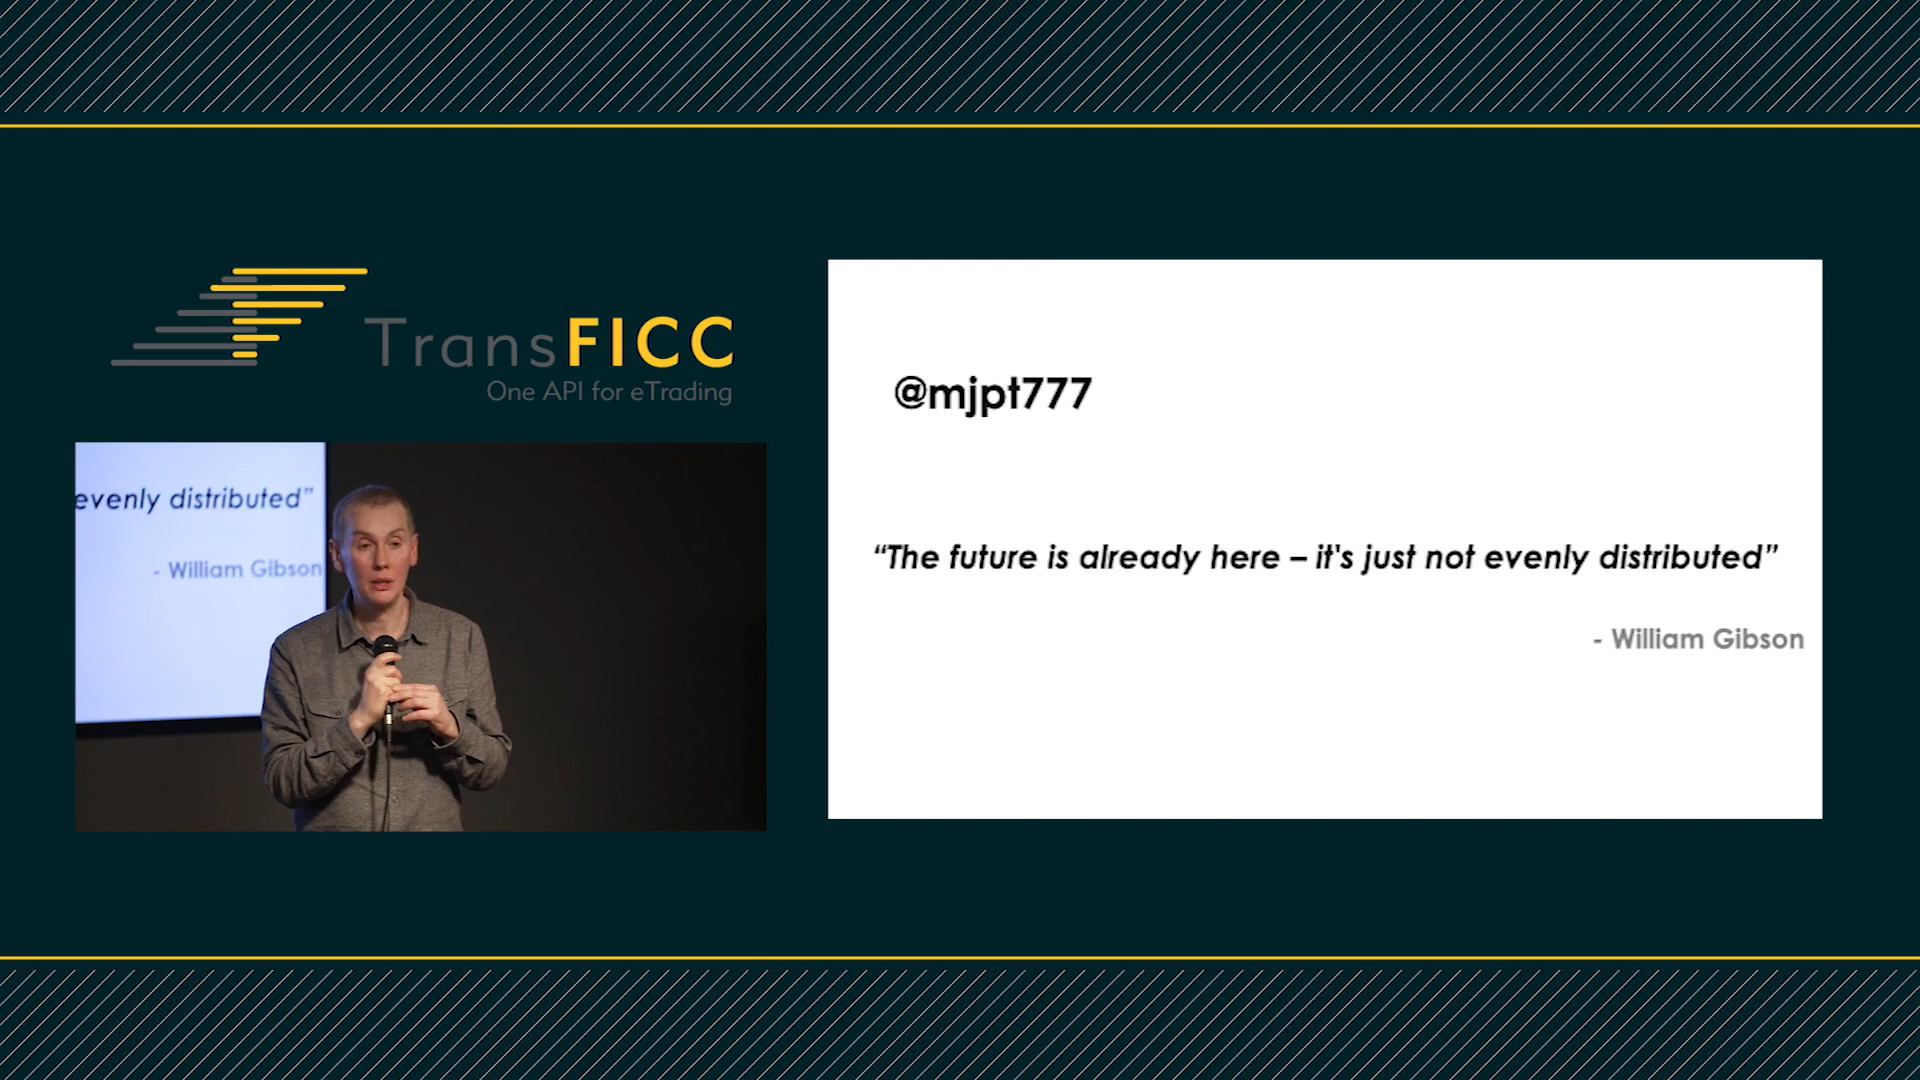 TransFICC
One API for eTrading
@mjpt777
“The future is already here – it's just not evenly distributed”
- William Gibson
evenly distributed”
- William Gibson